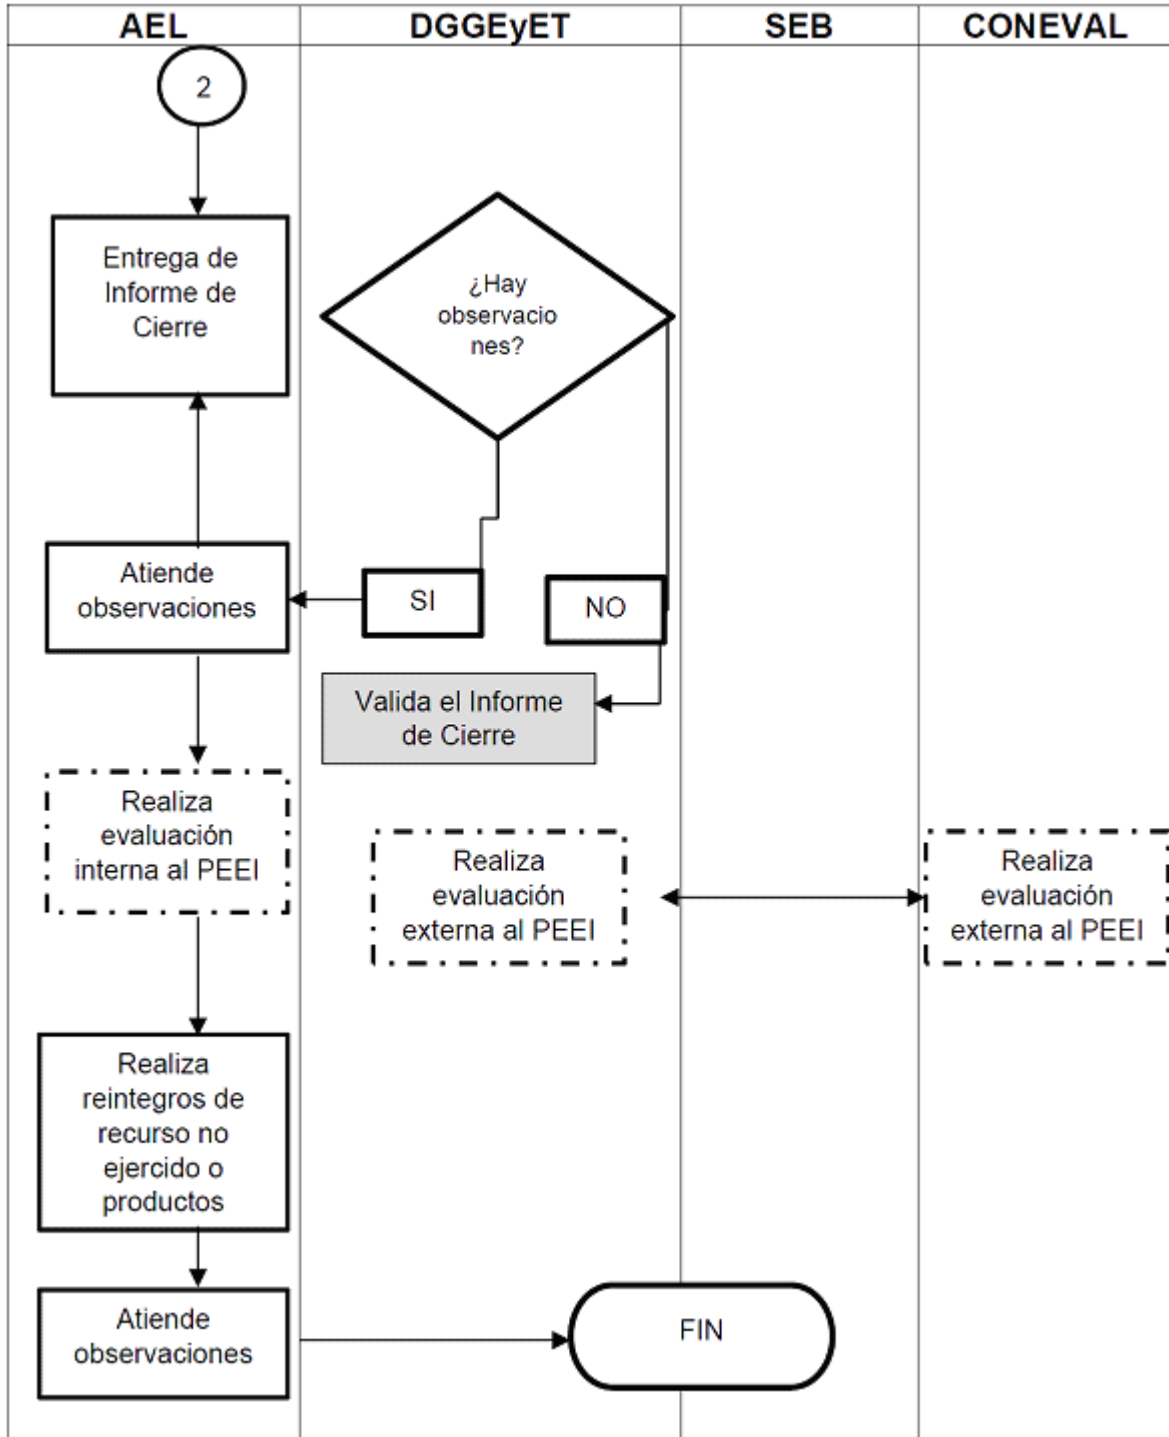 AEL
DGGEyET
SEB
CONEVAL
2
Entrega de
Informe de
Cierre
¿Hay
observacio
nes?
Atiende
observaciones
SI
NO
Valida el Informe
de Cierre
Realiza
evaluación
interna al PEEI
Realiza
evaluación
externa al PEEI
Realiza
evaluación
externa al PEEI
Realiza
reintegros de
recurso no
ejercido o
productos
Atiende
observaciones
FIN